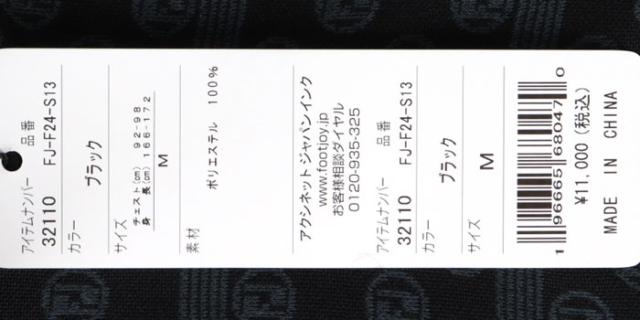 アイテムナンバー 品番
32110 FJ-F24-S13
カラー
ブラック
サイズ
チェスト(cm) 92-98
身 長(cm) 166-172
M
素材
ポリエステル 100%
アクシネット ジャパン インク
www.footjoy.jp
お客様相談ダイヤル
0120-935-325
アイテムナンバー 品番
32110 FJ-F24-S13
カラー
ブラック
サイズ
M
1 96665 68047 0
¥11,000 (税込)
MADE IN CHINA
FJ